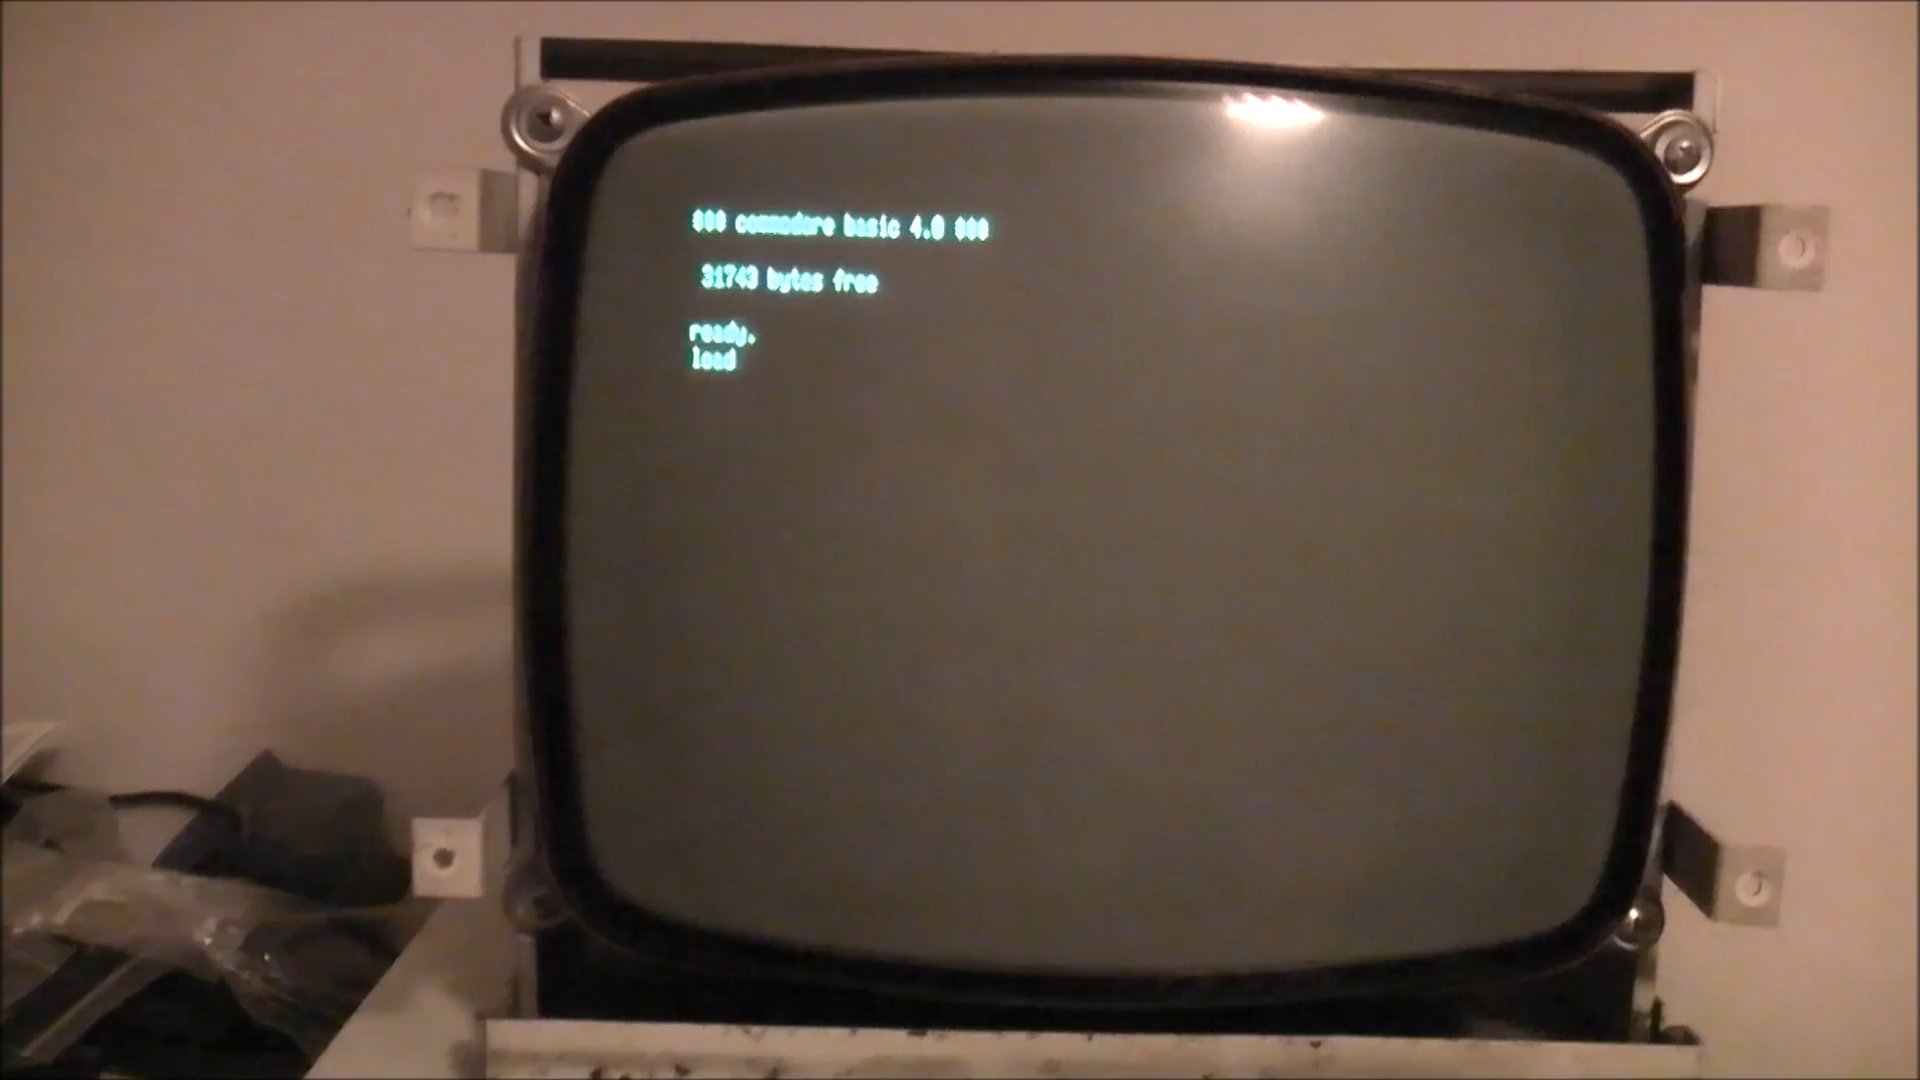 *** commodore basic 4.0 ***
31743 bytes free
ready.
load